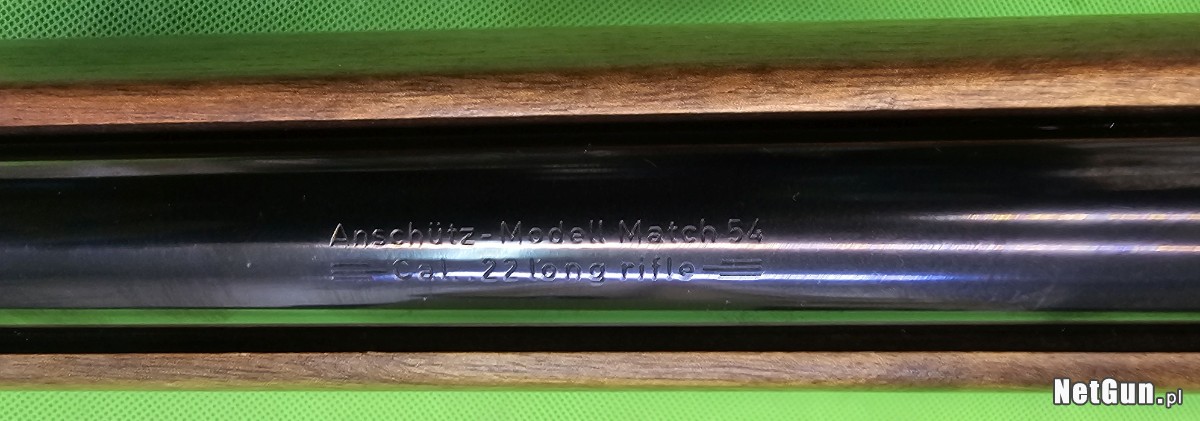 Anschütz-Modell Match 54
Cal. .22 long rifle
NetGun.pl